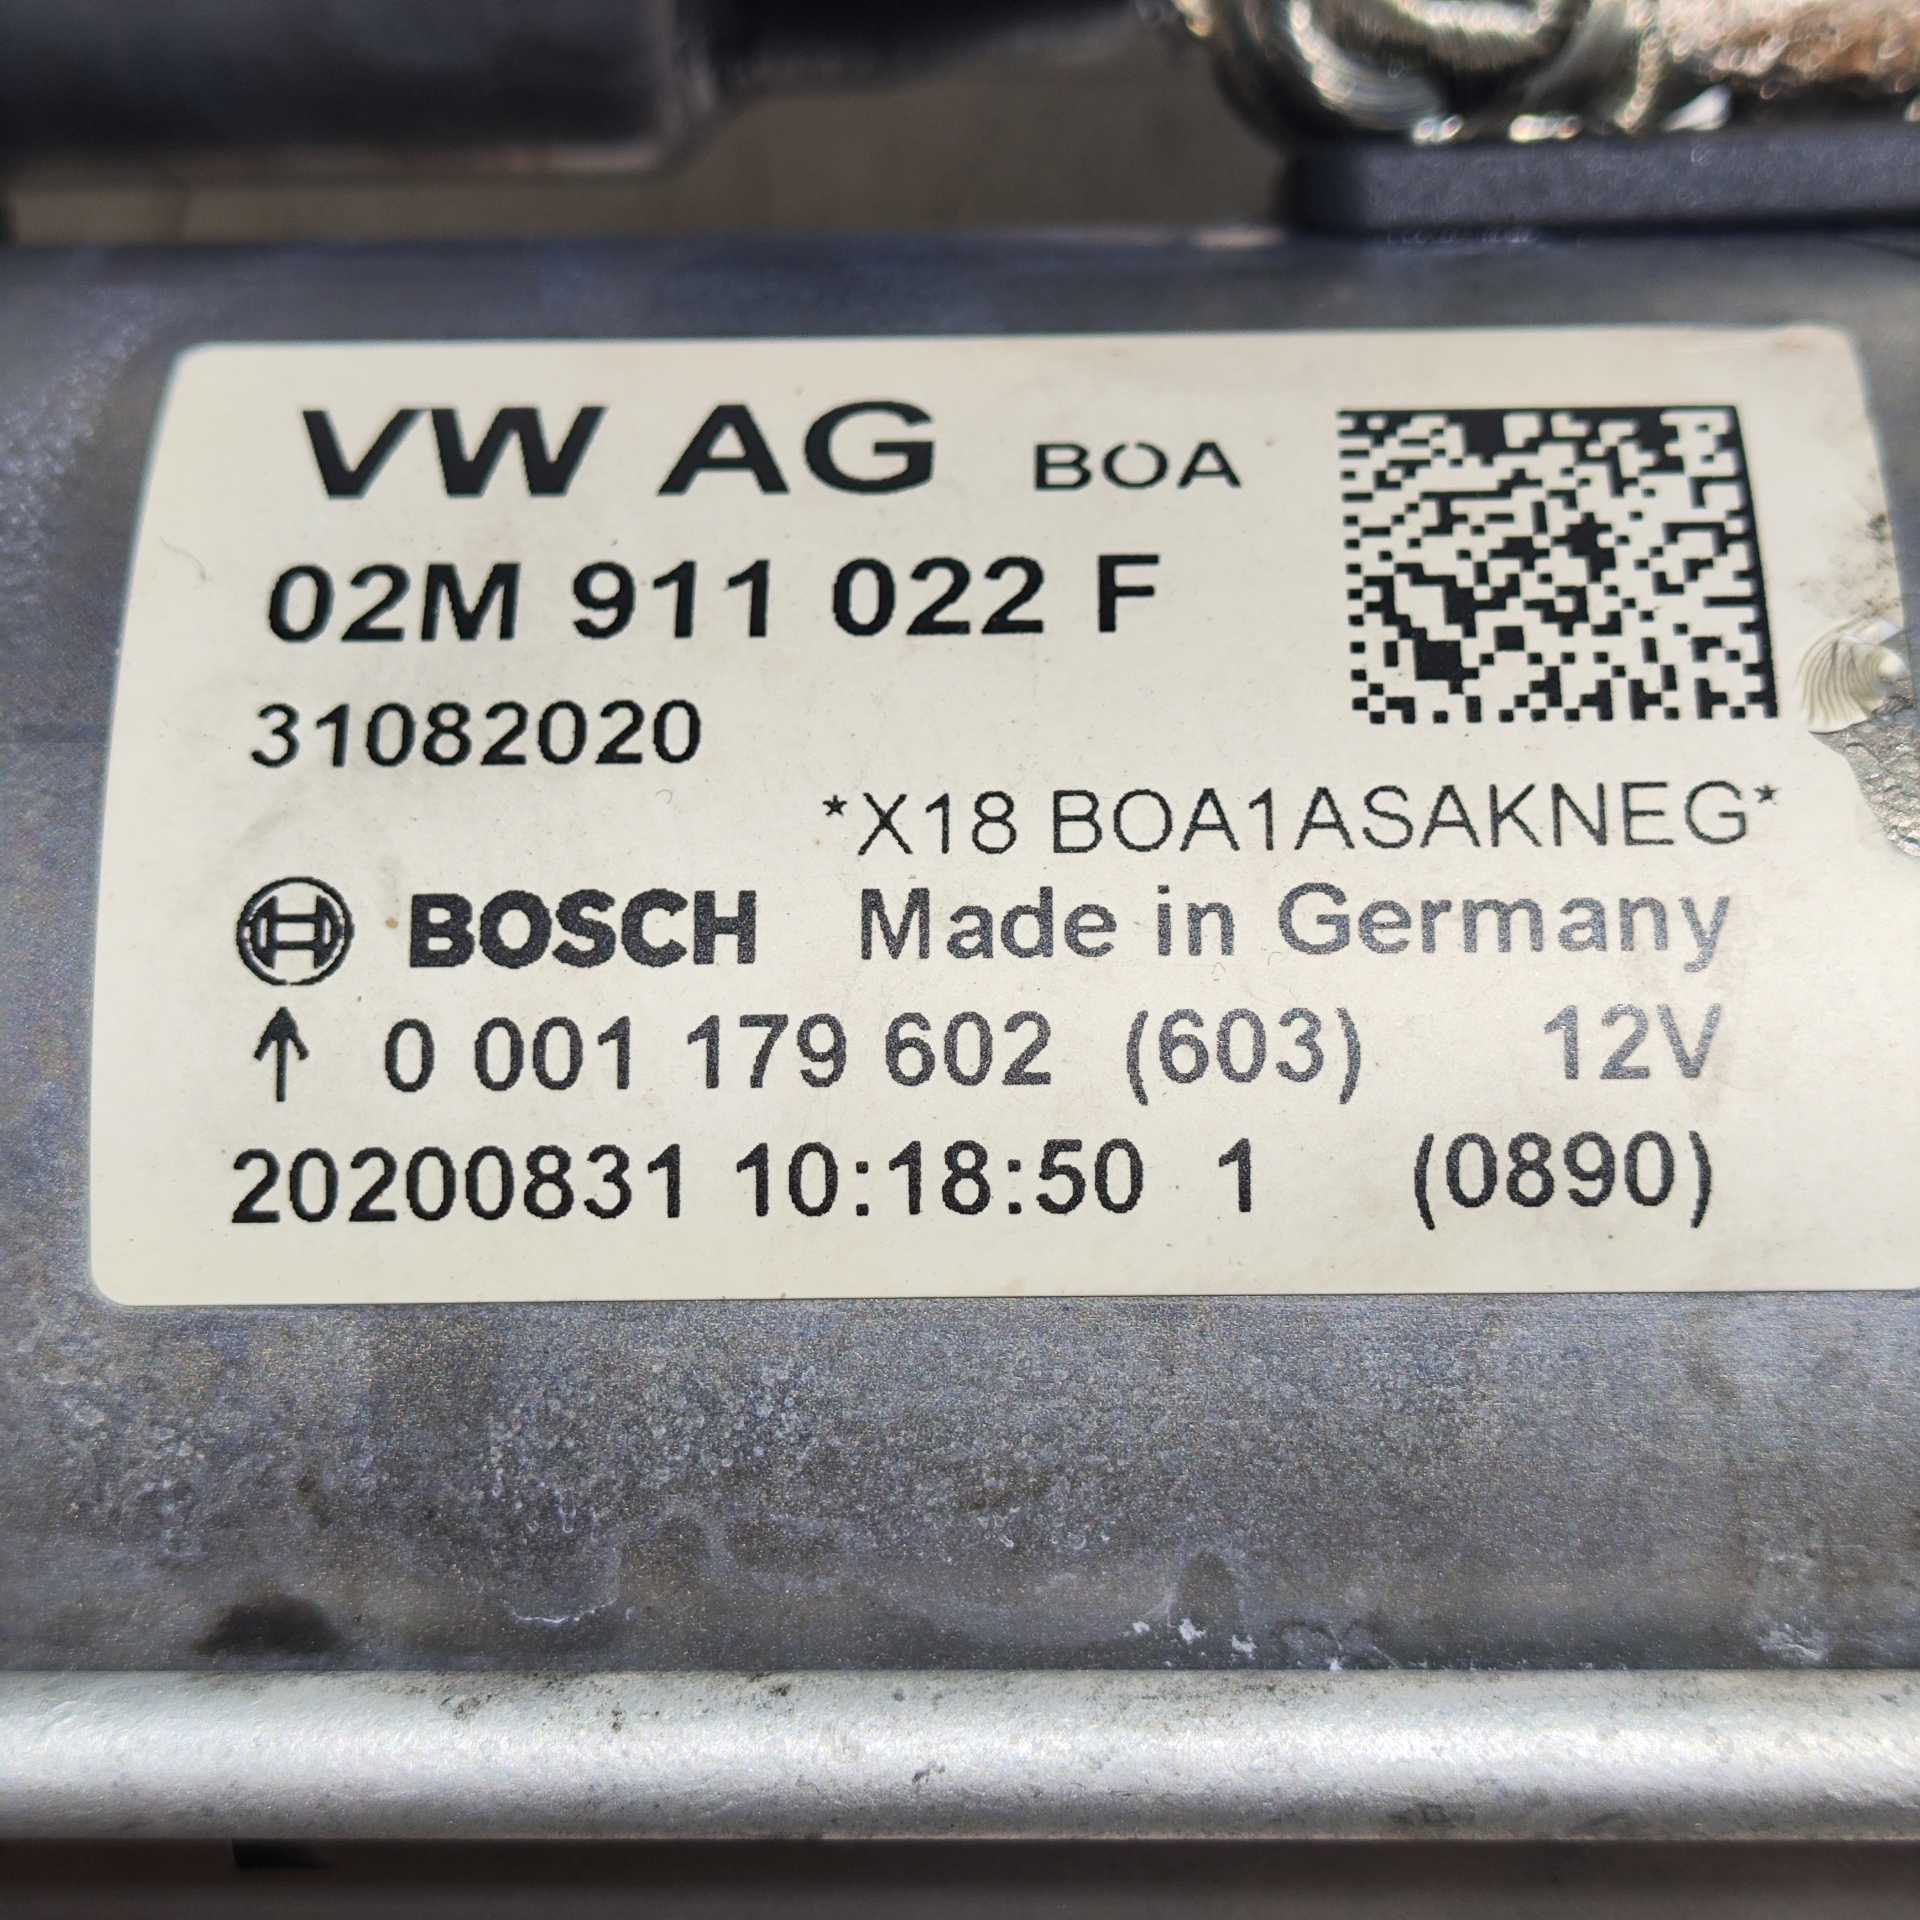 VW AG BOA
02M 911 022 F
31082020
*X18 BOA1ASAKNEG*
BOSCH Made in Germany
↑ 0 001 179 602 (603) 12V
20200831 10:18:50 1 (0890)